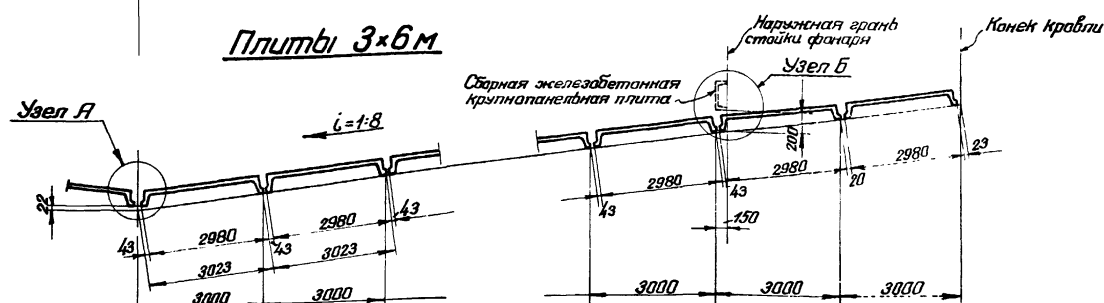 Плиты 3×6 м
Наружная грань
стойки фонаря
Конек кровли
Узел Б
Сборная железобетонная
крупнопанельная плита
Узел А
i=1:8
200
23
2980
2980
2980
20
43
43
150
22
43
2980
43
2980
43
3023
3023
3000
3000
3000
3000
3000